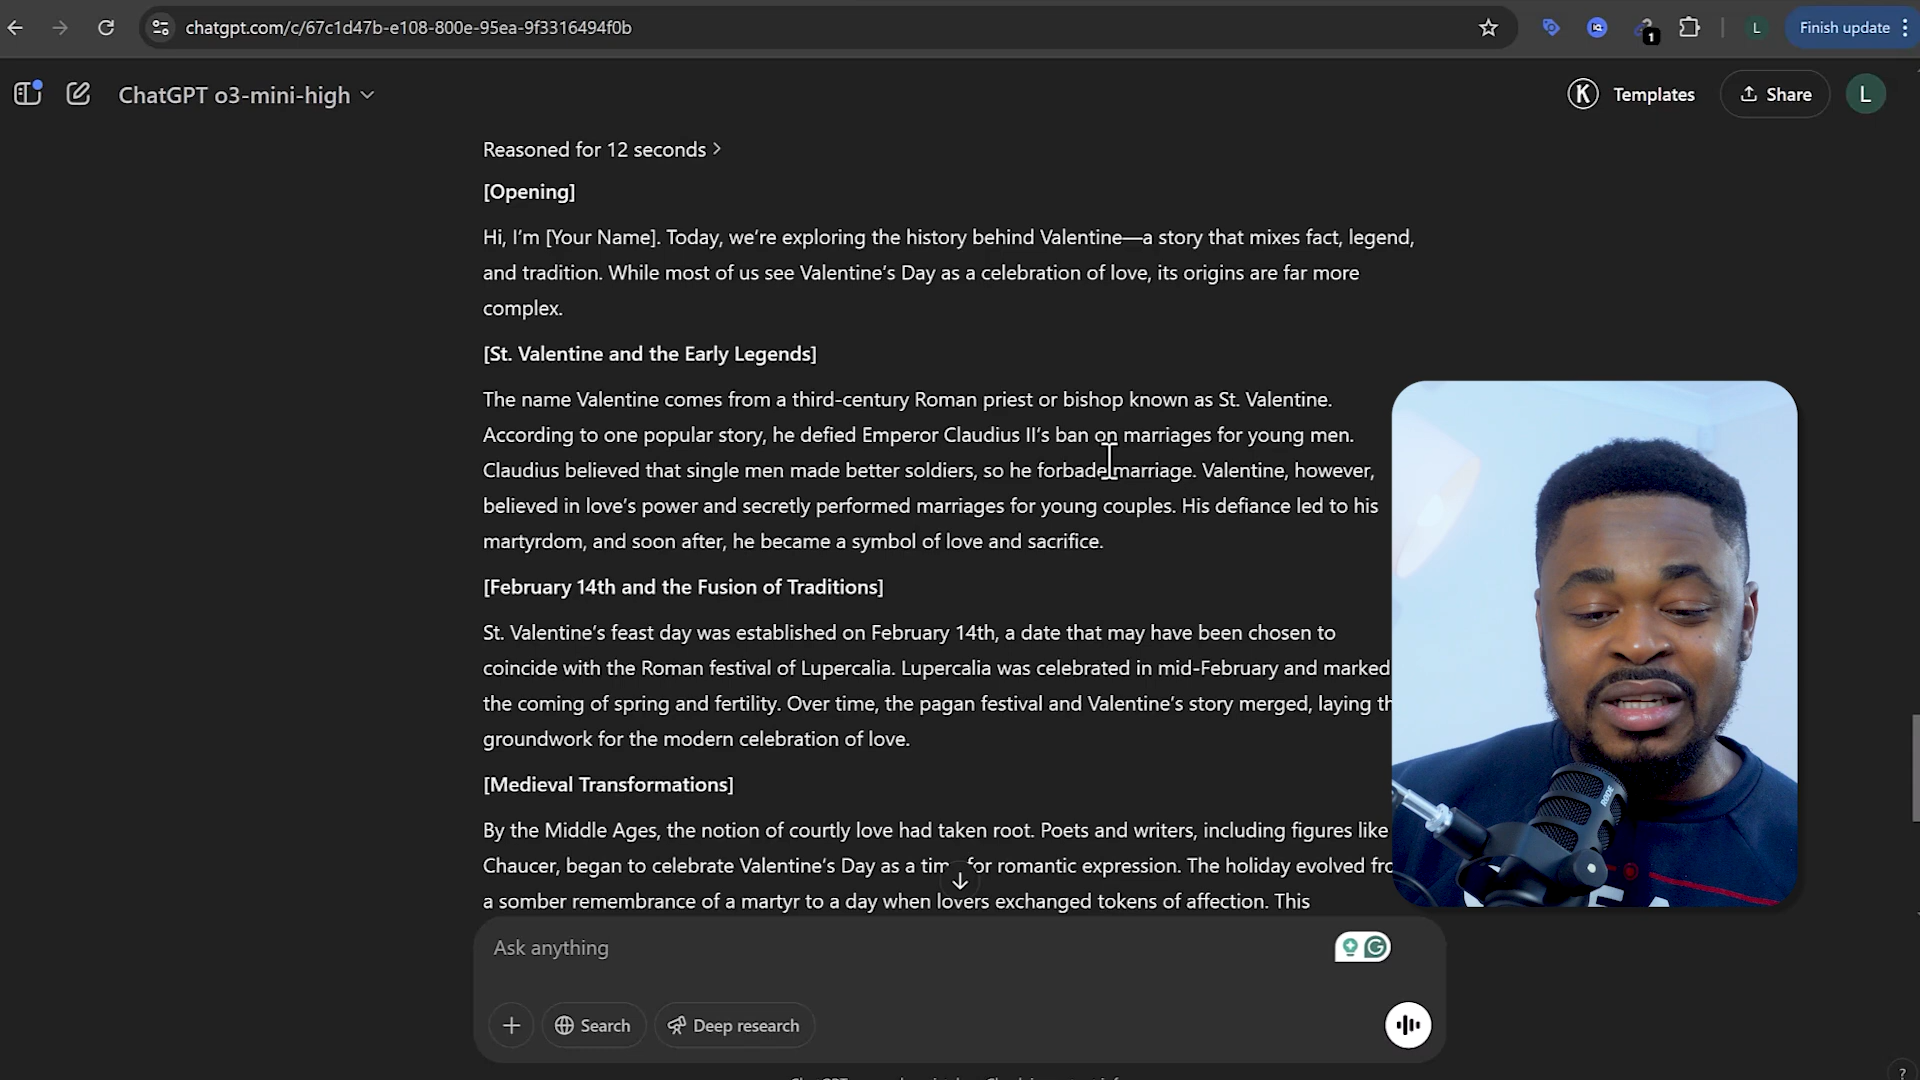 chatgpt.com/c/67c1d47b-e108-800e-95ea-9f3316494f0b
1
L
Finish update
ChatGPT o3-mini-high
K
Templates
Share
L
Reasoned for 12 seconds
[Opening]
Hi, I'm [Your Name]. Today, we're exploring the history behind Valentine—a story that mixes fact, legend,
and tradition. While most of us see Valentine's Day as a celebration of love, its origins are far more
complex.
[St. Valentine and the Early Legends]
The name Valentine comes from a third-century Roman priest or bishop known as St. Valentine.
According to one popular story, he defied Emperor Claudius II's ban on marriages for young men.
Claudius believed that single men made better soldiers, so he forbade marriage. Valentine, however,
believed in love's power and secretly performed marriages for young couples. His defiance led to his
martyrdom, and soon after, he became a symbol of love and sacrifice.
[February 14th and the Fusion of Traditions]
St. Valentine's feast day was established on February 14th, a date that may have been chosen to
coincide with the Roman festival of Lupercalia. Lupercalia was celebrated in mid-February and marked
the coming of spring and fertility. Over time, the pagan festival and Valentine's story merged, laying th
groundwork for the modern celebration of love.
[Medieval Transformations]
By the Middle Ages, the notion of courtly love had taken root. Poets and writers, including figures like
Chaucer, began to celebrate Valentine's Day as a tim for romantic expression. The holiday evolved fro
a somber remembrance of a martyr to a day when lovers exchanged tokens of affection. This
RODE
Ask anything
Search
Deep research
?